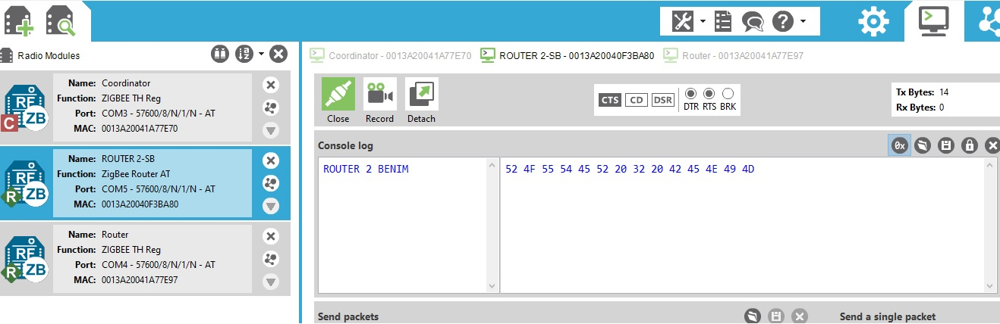 Radio Modules
Name: Coordinator
Function: ZIGBEE TH Reg
Port: COM3 - 57600/8/N/1/N - AT
MAC: 0013A20041A77E70
RF
ZB
C
Name: ROUTER 2-SB
Function: ZigBee Router AT
Port: COM5 - 57600/8/N/1/N - AT
MAC: 0013A20040F3BA80
RF
ZB
R
Name: Router
Function: ZIGBEE TH Reg
Port: COM4 - 57600/8/N/1/N - AT
MAC: 0013A20041A77E97
RF
ZB
R
Coordinator - 0013A20041A77E70
ROUTER 2-SB - 0013A20040F3BA80
Router - 0013A20041A77E97
Close
Record
Detach
CTS CD DSR
DTR RTS BRK
Tx Bytes: 14
Rx Bytes: 0
Console log
0x
ROUTER 2 BENIM
52 4F 55 54 45 52 20 32 20 42 45 4E 49 4D
Send packets
Send a single packet